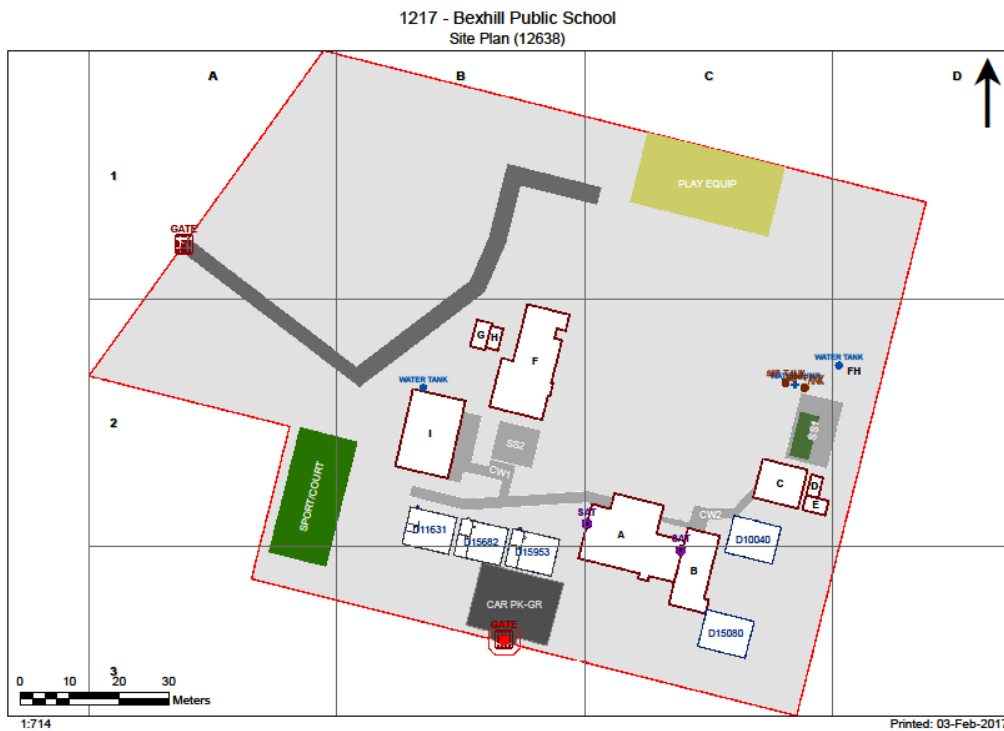 1217 - Bexhill Public School
Site Plan (12638)
A
B
C
D
1
PLAY EQUIP
GATE
G
H
F
WATER TANK
FH
WATER TANK
2
I
SS2
SS1
CW1
C
D
E
SPORT/COURT
SAT
CW2
D11631
D15682
D15953
A
SAT
D10040
B
CAR PK-GR
GATE
D15080
3
0 10 20 30
Meters
1:714
Printed: 03-Feb-2017